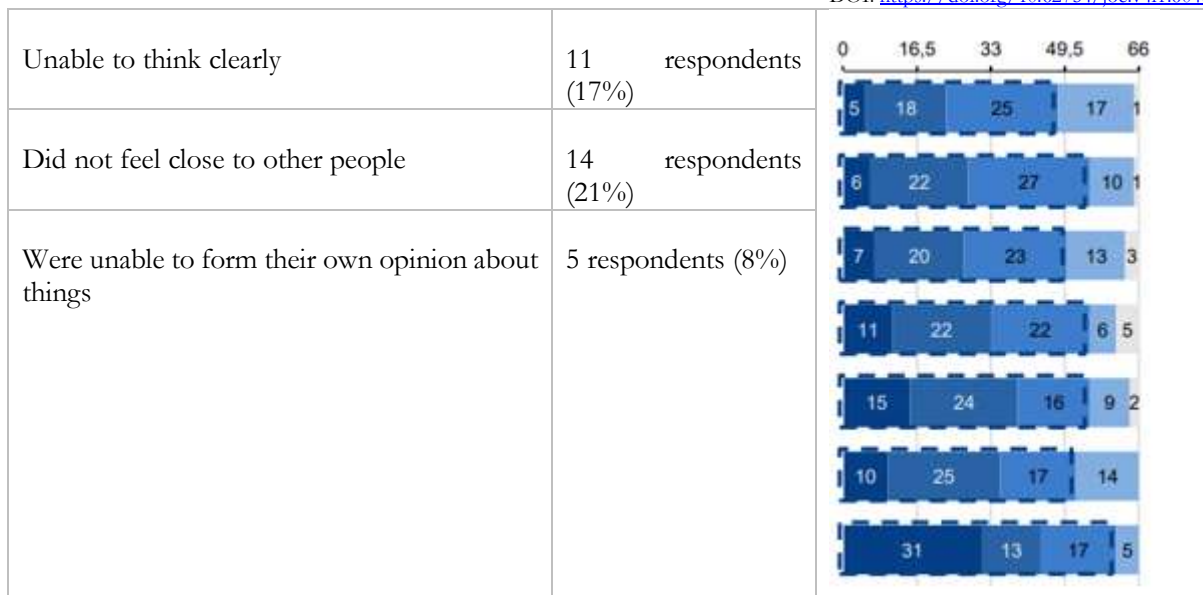 Unable to think clearly
11 respondents
(17%)
Did not feel close to other people
14 respondents
(21%)
Were unable to form their own opinion about
things
5 respondents (8%)
0 16,5 33 49,5 66
5 18 25 17 1
6 22 27 10 1
7 20 23 13 3
11 22 22 6 5
15 24 16 9 2
10 25 17 14
31 13 17 5